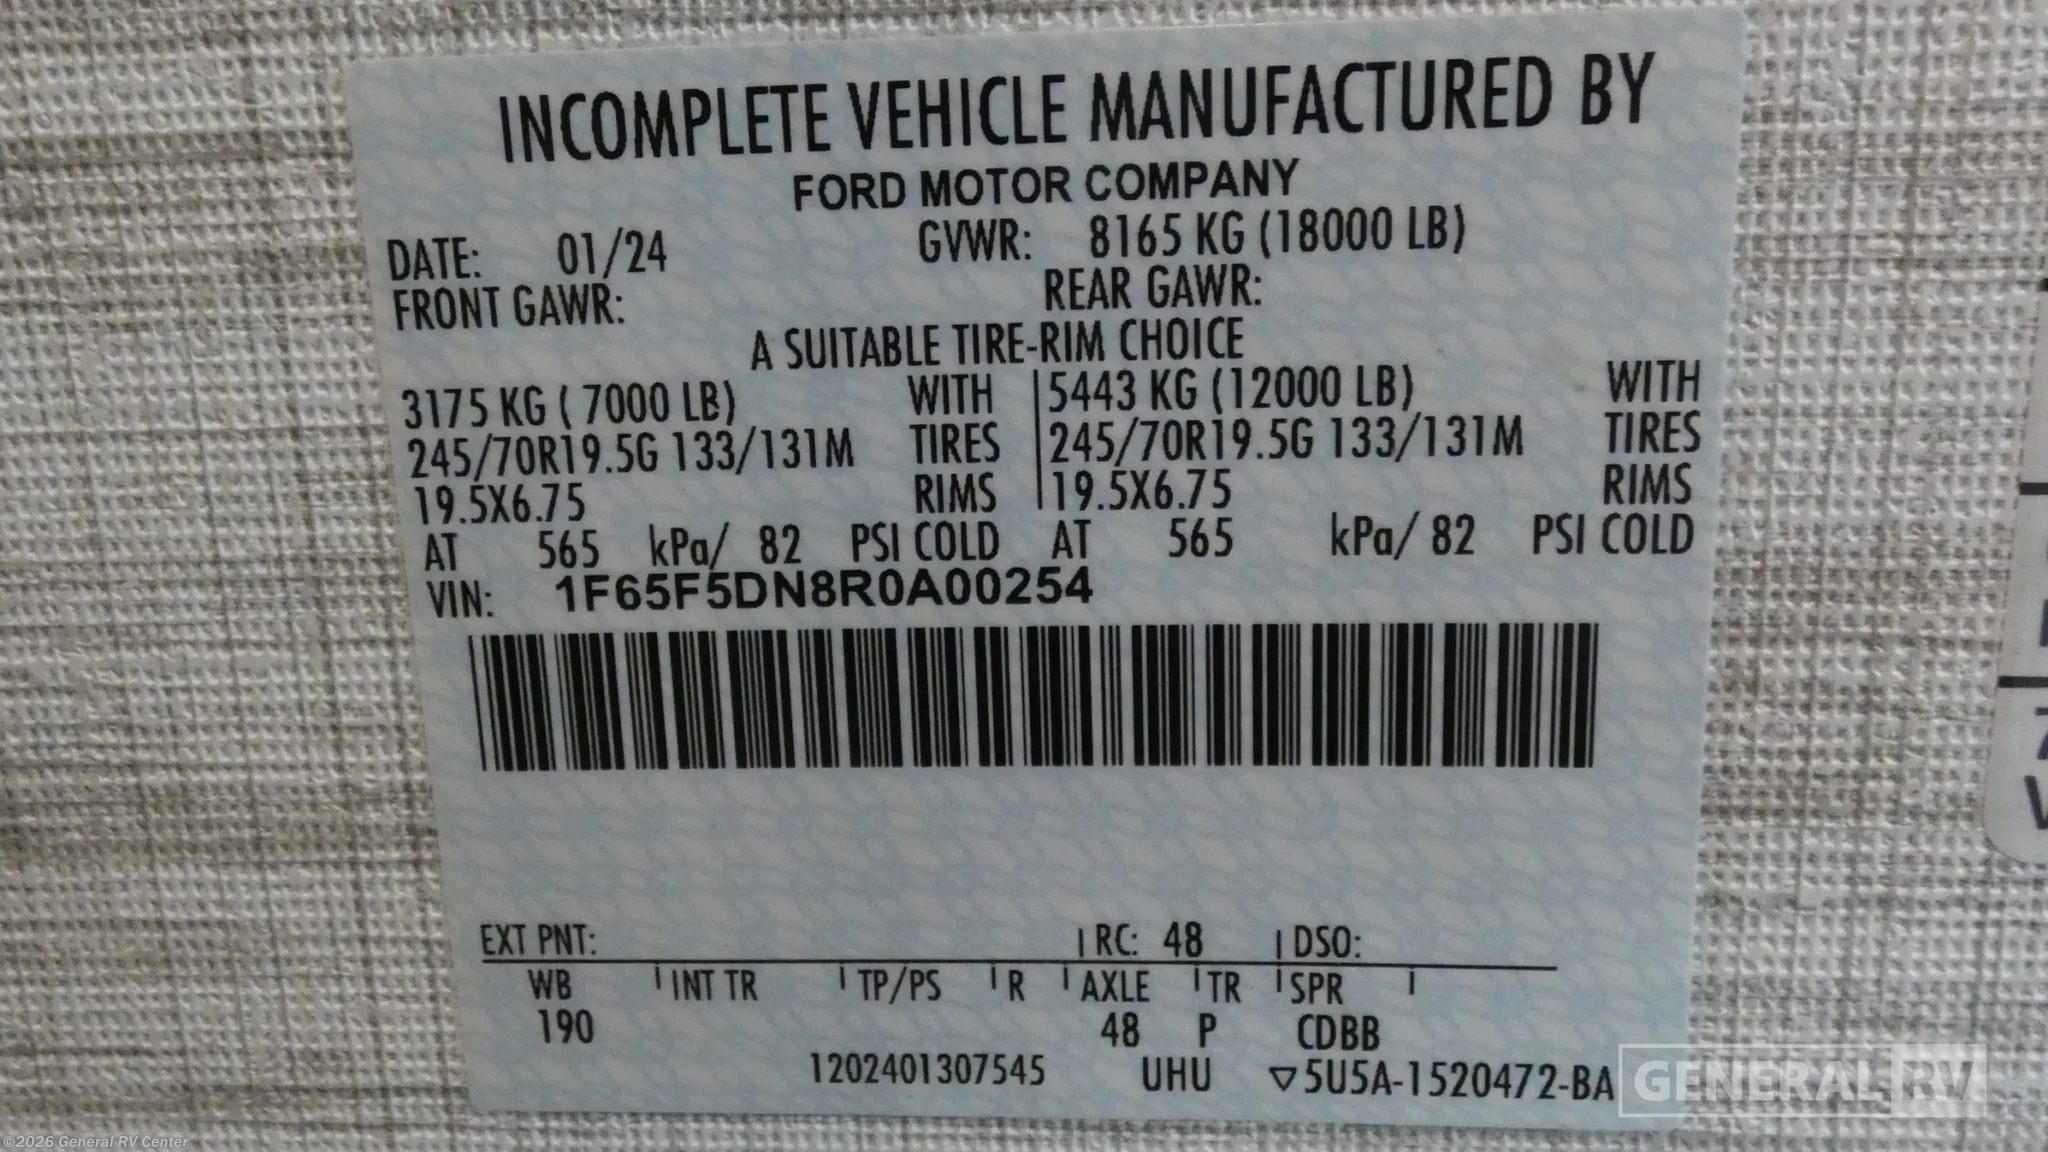 INCOMPLETE VEHICLE MANUFACTURED BY
FORD MOTOR COMPANY
DATE: 01/24 GVWR: 8165 KG (18000 LB)
FRONT GAWR: REAR GAWR:
A SUITABLE TIRE-RIM CHOICE
3175 KG ( 7000 LB) WITH 5443 KG (12000 LB) WITH
245/70R19.5G 133/131M TIRES 245/70R19.5G 133/131M TIRES
19.5X6.75 RIMS 19.5X6.75 RIMS
AT 565 kPa/ 82 PSI COLD AT 565 kPa/ 82 PSI COLD
VIN: 1F65F5DN8R0A00254
EXT PNT: RC: 48 DSO:
WB INT TR TP/PS R AXLE TR SPR
190 48 P CDBB
1202401307545 UHU ▽5U5A-1520472-BA
GENERAL RV
©2026 General RV Center